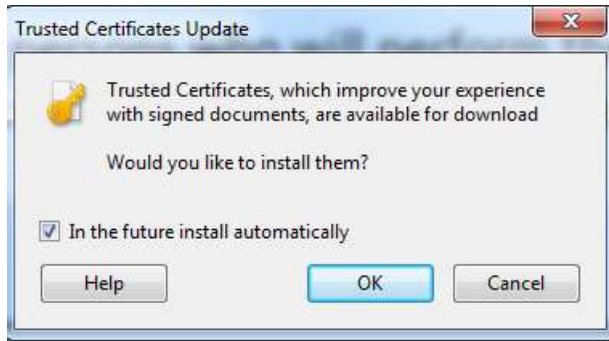 Trusted Certificates Update
Trusted Certificates, which improve your experience
with signed documents, are available for download
Would you like to install them?
In the future install automatically
Help
OK
Cancel